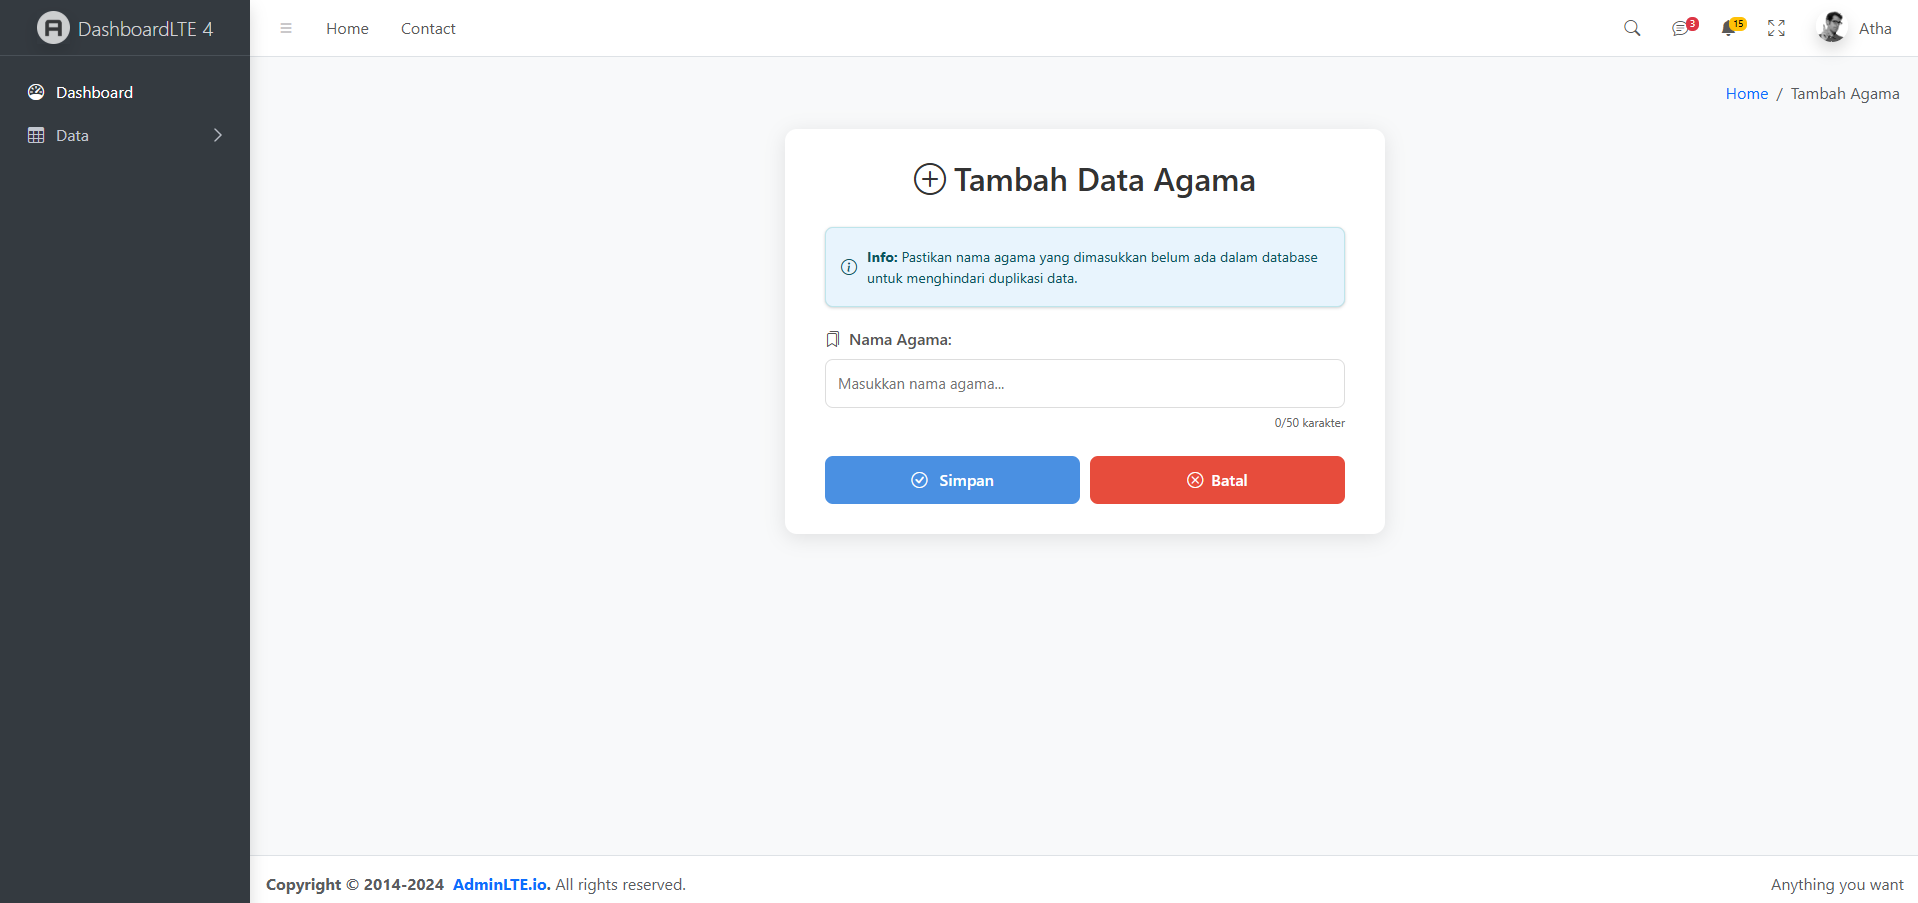 DashboardLTE 4
Home
Contact
3
15
Atha
Dashboard
Data
Home / Tambah Agama
Tambah Data Agama
Info: Pastikan nama agama yang dimasukkan belum ada dalam database
untuk menghindari duplikasi data.
Nama Agama:
Masukkan nama agama...
0/50 karakter
Simpan
Batal
Copyright © 2014-2024 AdminLTE.io. All rights reserved.
Anything you want